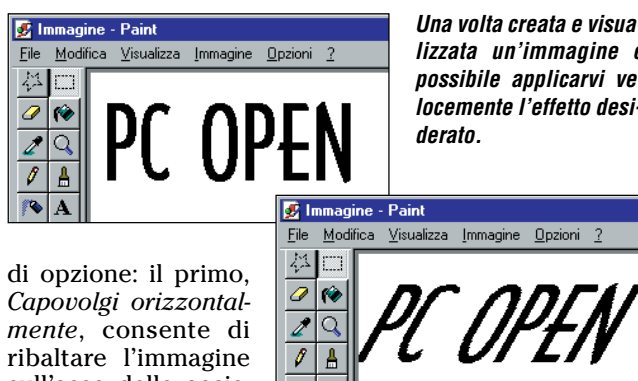 Immagine - Paint
File Modifica Visualizza Immagine Opzioni ?
A
PC OPEN
Una volta creata e visua-
lizzata un'immagine è
possibile applicarvi ve-
locemente l'effetto desi-
derato.
Immagine - Paint
File Modifica Visualizza Immagine Opzioni ?
PC OPEN
di opzione: il primo,
Capovolgi orizzontal-
mente, consente di
ribaltare l'immagine